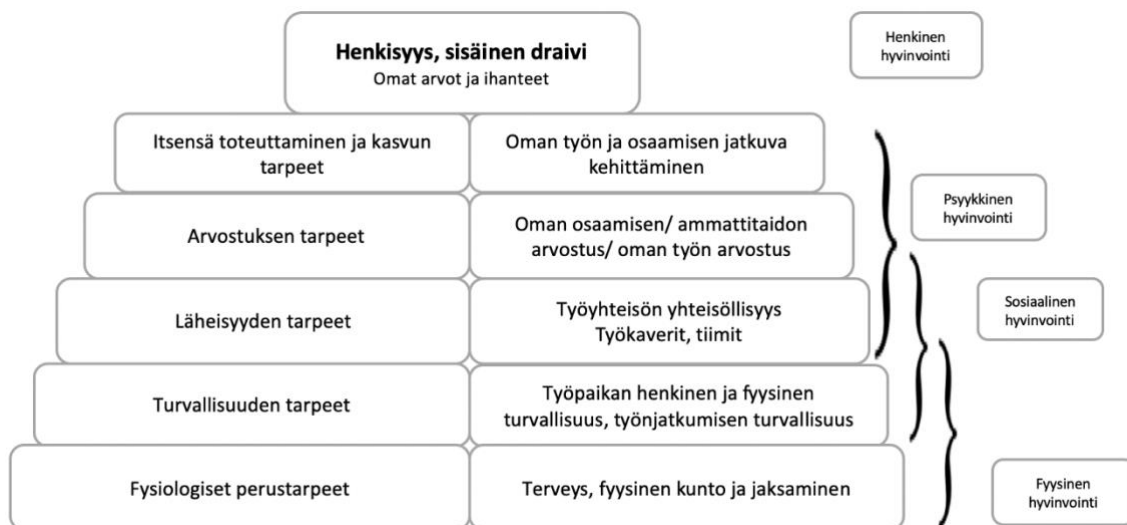 Henkisyys, sisäinen draivi
Omat arvot ja ihanteet
Henkinen
hyvinvointi
Itsensä toteuttaminen ja kasvun
tarpeet
Oman työn ja osaamisen jatkuva
kehittäminen
Psyykkinen
hyvinvointi
Arvostuksen tarpeet
Oman osaamisen/ ammattitaidon
arvostus/ oman työn arvostus
Läheisyyden tarpeet
Työyhteisön yhteisöllisyys
Työkaverit, tiimit
Sosiaalinen
hyvinvointi
Turvallisuuden tarpeet
Työpaikan henkinen ja fyysinen
turvallisuus, työnjatkumisen turvallisuus
Fysiologiset perustarpeet
Terveys, fyysinen kunto ja jaksaminen
Fyysinen
hyvinvointi